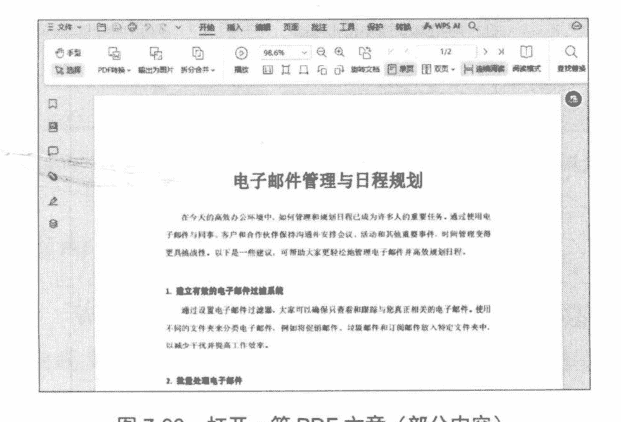 三 文件 开始 插入 编辑 页面 批注 工具 保护 转换 WPS AI
手型 98.6% 1/2
选择 PDF转换 输出为图片 拆分合并 播放 旋转文档 单页 双页 连续阅读 阅读模式 查找替换
电子邮件管理与日程规划
在今天的高效办公环境中，如何管理和规划日程已成为许多人的重要任务。通过使用电
子邮件与同事、客户和合作伙伴保持沟通并安排会议、活动和其他重要事件，时间管理变得
更具挑战性。以下是一些建议，可帮助大家更轻松地管理电子邮件并高效规划日程。
1. 建立有效的电子邮件过滤系统
通过设置电子邮件过滤器，大家可以确保只查看和跟踪与您真正相关的电子邮件。使用
不同的文件夹来分类电子邮件，例如将促销邮件、垃圾邮件和订阅邮件放入特定文件夹中，
以减少干扰并提高工作效率。
2. 批量处理电子邮件
打开一篇 PDF 文章（部分内容）